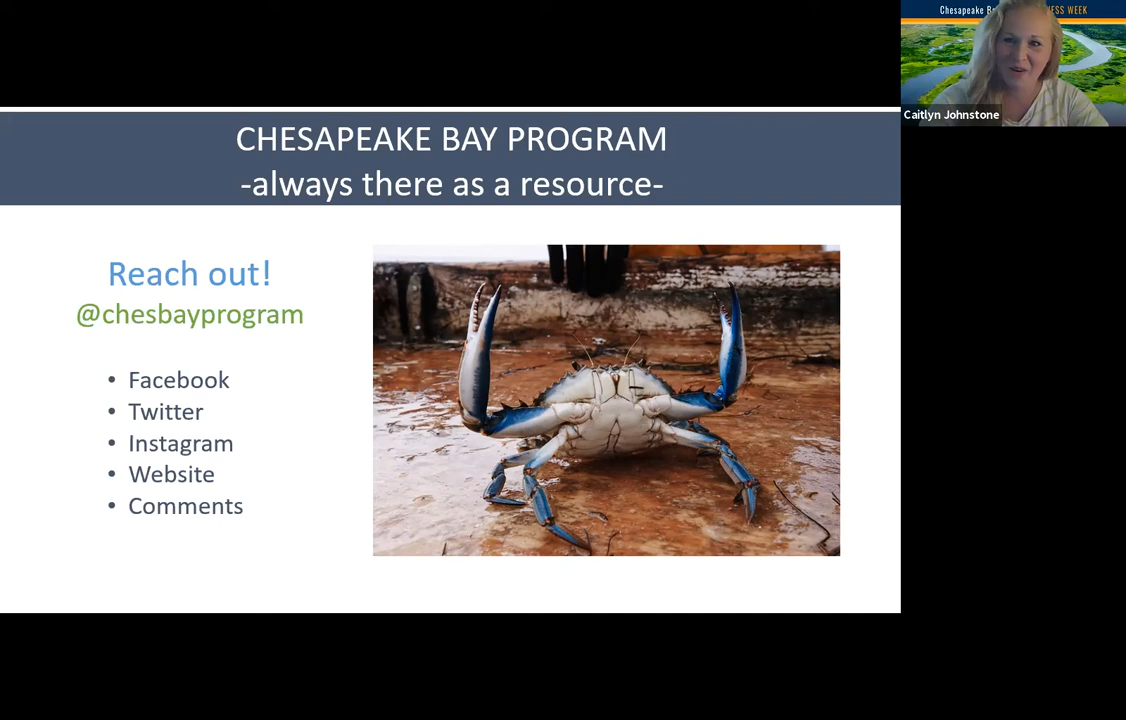 Chesapeake B
ESS WEEK
Caitlyn Johnstone
CHESAPEAKE BAY PROGRAM
-always there as a resource-
Reach out!
@chesbayprogram
• Facebook
• Twitter
• Instagram
• Website
• Comments